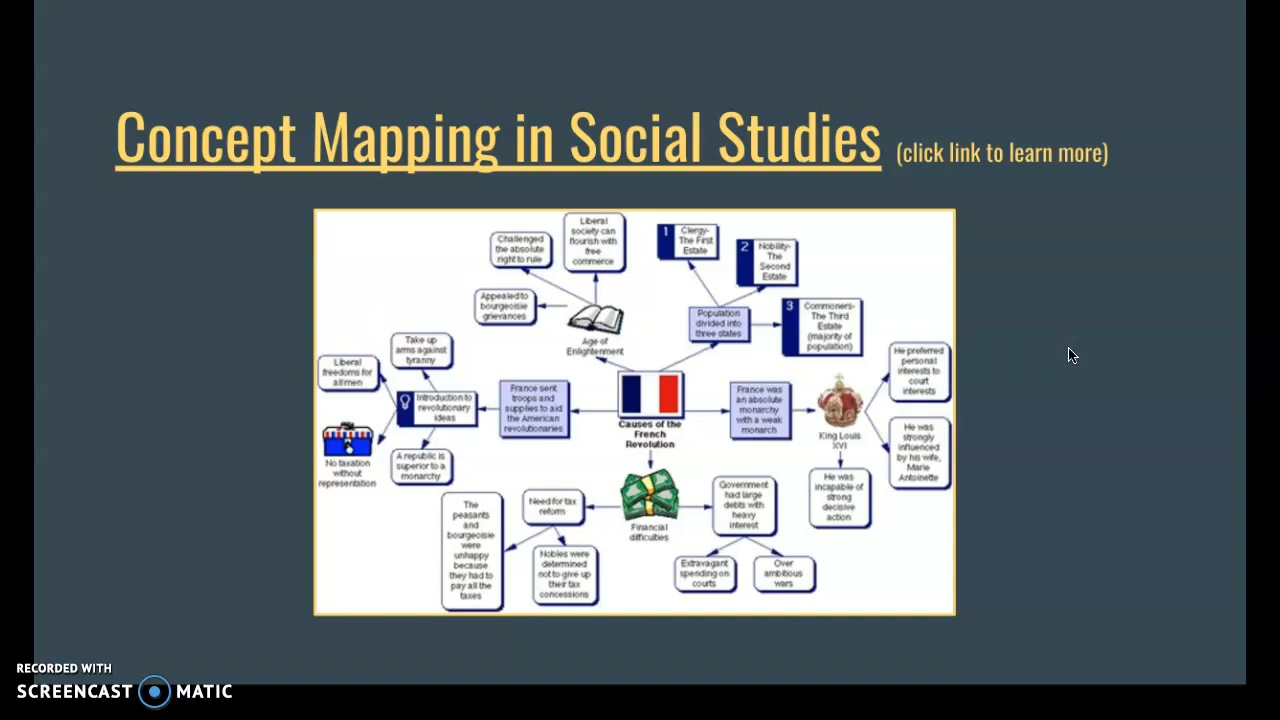 Concept Mapping in Social Studies (click link to learn more)
Liberal
society can
flourish with
free
commerce
Challenged
the absolute
right to rule
Appealed to
bourgeoisie
grievances
Age of
Enlightenment
1
Clergy-
The First
Estate
2
Nobility-
The
Second
Estate
3
Commoners-
The Third
Estate
(majority of
population)
Population
divided into
three states
Take up
arms against
tyranny
Liberal
freedoms for
all men
Introduction to
revolutionary
ideas
No taxation
without
representation
A republic is
superior to a
monarchy
France sent
troops and
supplies to aid
the American
revolutionaries
Causes of the
French
Revolution
France was
an absolute
monarchy
with a weak
monarch
King Louis
XVI
He preferred
personal
interests to
court
interests
He was
strongly
influenced
by his wife,
Marie
Antoinette
He was
incapable of
strong
decisive
action
Financial
difficulties
Need for tax
reform
The
peasants
and
bourgeoisie
were
unhappy
because
they had to
pay all the
taxes
Nobles were
determined
not to give up
their tax
concessions
Government
had large
debts with
heavy
interest
Extravagant
spending on
courts
Over
ambitious
wars
RECORDED WITH
SCREENCAST MATIC